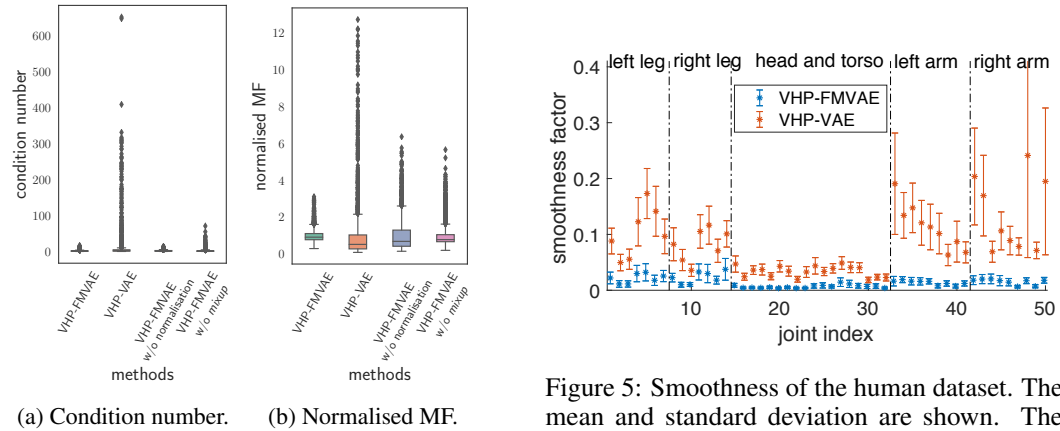 600
500
400
300
200
100
0
condition number
VHP-FMVAE
VHP-VAE
VHP-FMVAE
w/o normalisation
VHP-FMVAE
w/o mixup
methods
(a) Condition number.
12
10
8
6
4
2
0
normalised MF
VHP-FMVAE
VHP-VAE
VHP-FMVAE
w/o normalisation
VHP-FMVAE
w/o mixup
methods
(b) Normalised MF.
left leg right leg head and torso left arm right arm
0.4
0.3
0.2
0.1
0
smoothness factor
VHP-FMVAE
VHP-VAE
10 20 30 40 50
joint index
Figure 5: Smoothness of the human dataset. The
mean and standard deviation are shown. The